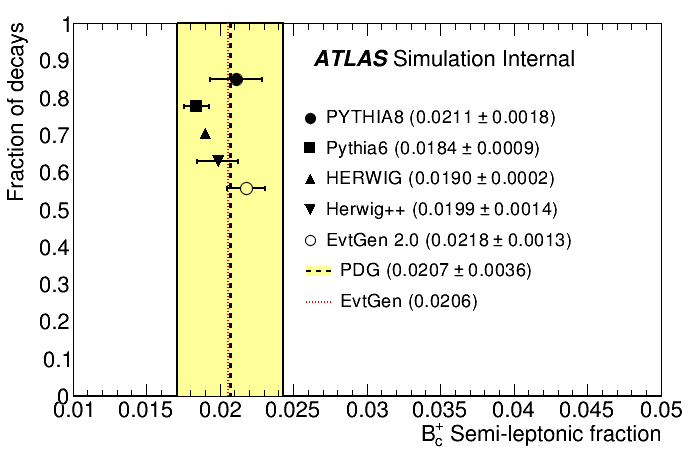 Fraction of decays
1
0.9
0.8
0.7
0.6
0.5
0.4
0.3
0.2
0.1
0
ATLAS Simulation Internal
PYTHIA8 (0.0211 ± 0.0018)
Pythia6 (0.0184 ± 0.0009)
HERWIG (0.0190 ± 0.0002)
Herwig++ (0.0199 ± 0.0014)
EvtGen 2.0 (0.0218 ± 0.0013)
PDG (0.0207 ± 0.0036)
EvtGen (0.0206)
0.01 0.015 0.02 0.025 0.03 0.035 0.04 0.045 0.05
B_c^+ Semi-leptonic fraction